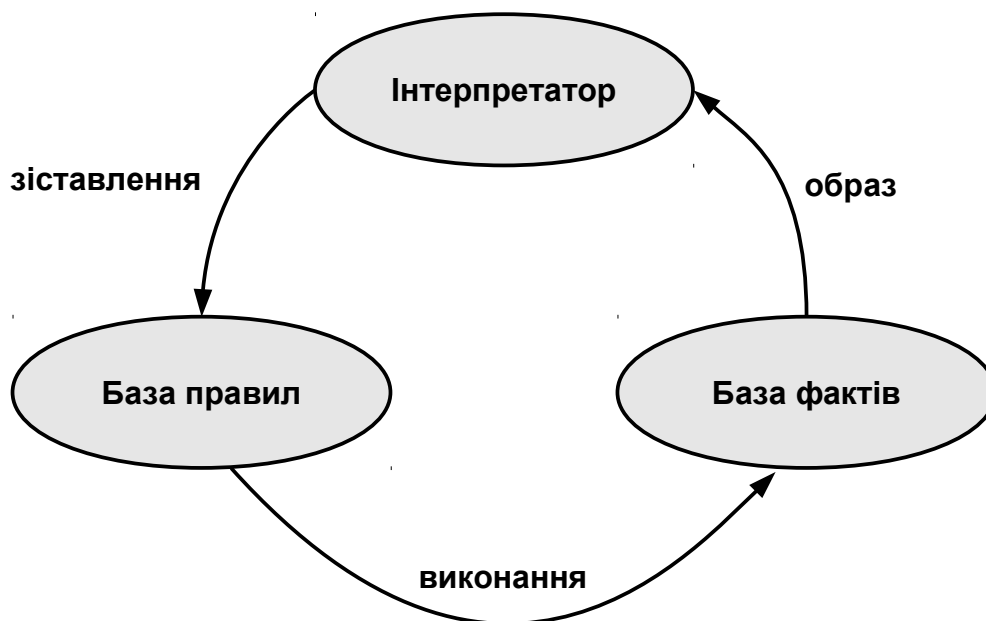 Інтерпретатор
зіставлення
образ
База правил
База фактів
виконання